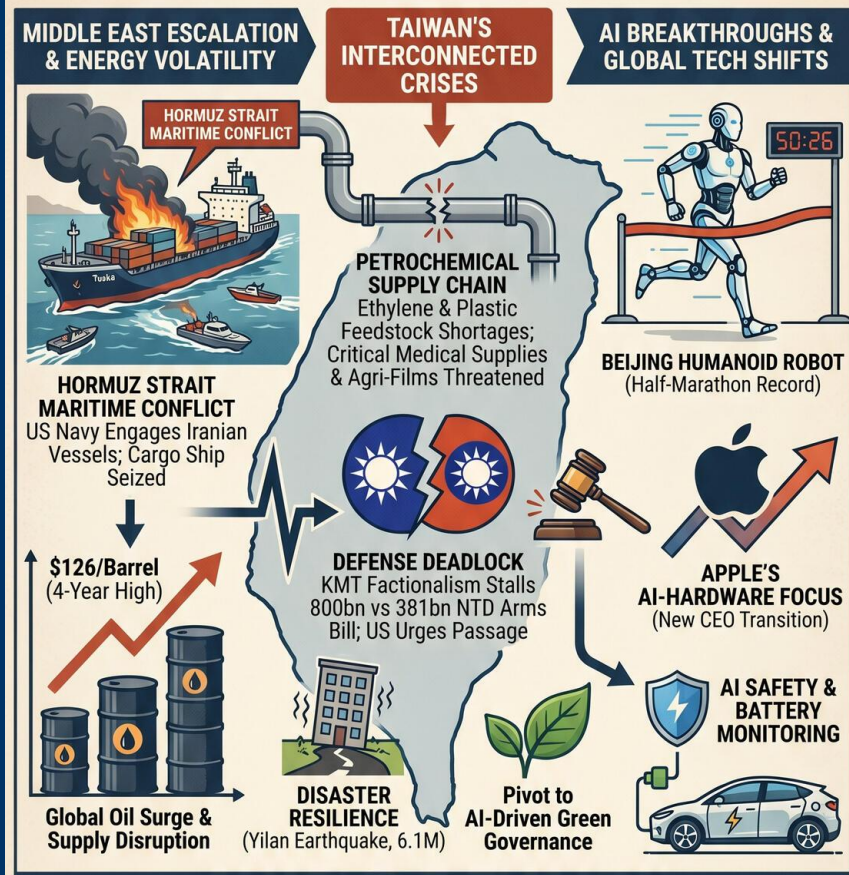 MIDDLE EAST ESCALATION
& ENERGY VOLATILITY
TAIWAN'S
INTERCONNECTED
CRISES
AI BREAKTHROUGHS &
GLOBAL TECH SHIFTS
HORMUZ STRAIT
MARITIME CONFLICT
Tuska
HORMUZ STRAIT
MARITIME CONFLICT
US Navy Engages Iranian
Vessels; Cargo Ship
Seized
$126/Barrel
(4-Year High)
Global Oil Surge &
Supply Disruption
PETROCHEMICAL
SUPPLY CHAIN
Ethylene & Plastic
Feedstock Shortages;
Critical Medical Supplies
& Agri-Films Threatened
DEFENSE DEADLOCK
KMT Factionalism Stalls
800bn vs 381bn NTD Arms
Bill; US Urges Passage
DISASTER
RESILIENCE
(Yilan Earthquake, 6.1M)
Pivot to
AI-Driven Green
Governance
50:26
BEIJING HUMANOID ROBOT
(Half-Marathon Record)
APPLE'S
AI-HARDWARE FOCUS
(New CEO Transition)
AI SAFETY &
BATTERY
MONITORING